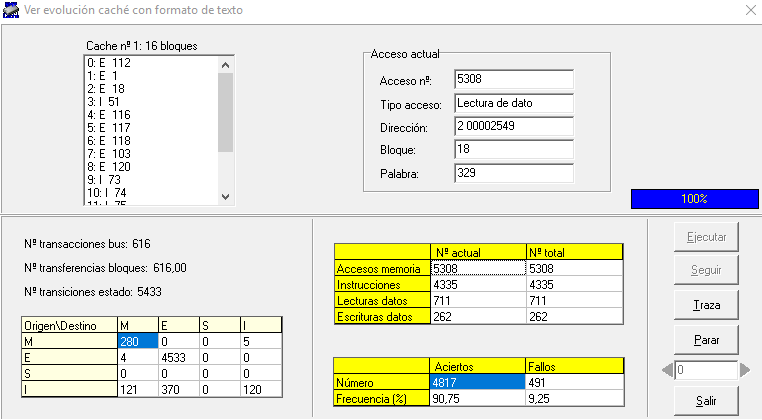 Ver evolución caché con formato de texto
Cache nº 1: 16 bloques
0: E 112
1: E 1
2: E 18
3: I 51
4: E 116
5: E 117
6: E 118
7: E 103
8: E 120
9: I 73
10: I 74
11: I 75
Acceso actual
Acceso nº: 5308
Tipo acceso: Lectura de dato
Dirección: 2 00002549
Bloque: 18
Palabra: 329
100%
Nº transacciones bus: 616
Nº transferencias bloques: 616,00
Nº transiciones estado: 5433
Origen\Destino M E S I
M 280 0 0 5
E 4 4533 0 0
S 0 0 0 0
I 121 370 0 120
Nº actual Nº total
Accesos memoria 5308 5308
Instrucciones 4335 4335
Lecturas datos 711 711
Escrituras datos 262 262
Aciertos Fallos
Número 4817 491
Frecuencia (%) 90,75 9,25
Ejecutar
Seguir
Traza
Parar
0
Salir